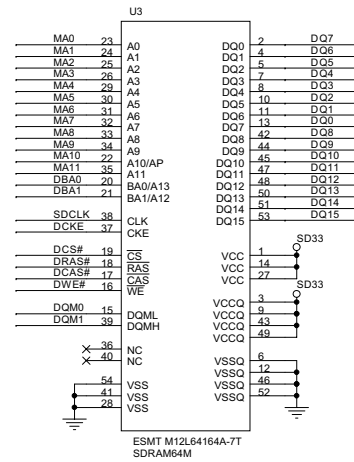 U3
MA0 23 A0 DQ0 2 DQ7
MA1 24 A1 DQ1 4 DQ6
MA2 25 A2 DQ2 5 DQ5
MA3 26 A3 DQ3 7 DQ4
MA4 29 A4 DQ4 8 DQ3
MA5 30 A5 DQ5 10 DQ2
MA6 31 A6 DQ6 11 DQ1
MA7 32 A7 DQ7 13 DQ0
MA8 33 A8 DQ8 42 DQ8
MA9 34 A9 DQ9 44 DQ9
MA10 22 A10/AP DQ10 45 DQ10
MA11 35 A11 DQ11 47 DQ11
DBA0 20 BA0/A13 DQ12 48 DQ12
DBA1 21 BA1/A12 DQ13 50 DQ13
DQ14 51 DQ14
SDCLK 38 CLK DQ15 53 DQ15
DCKE 37 CKE
SD33
DCS# 19 CS VCC 1
DRAS# 18 RAS VCC 14
DCAS# 17 CAS VCC 27
DWE# 16 WE
SD33
VCCQ 3
DQM0 15 DQML VCCQ 9
DQM1 39 DQMH VCCQ 43
VCCQ 49
36 NC
40 NC VSSQ 6
VSSQ 12
54 VSS VSSQ 46
41 VSS VSSQ 52
28 VSS
ESMT M12L64164A-7T
SDRAM64M